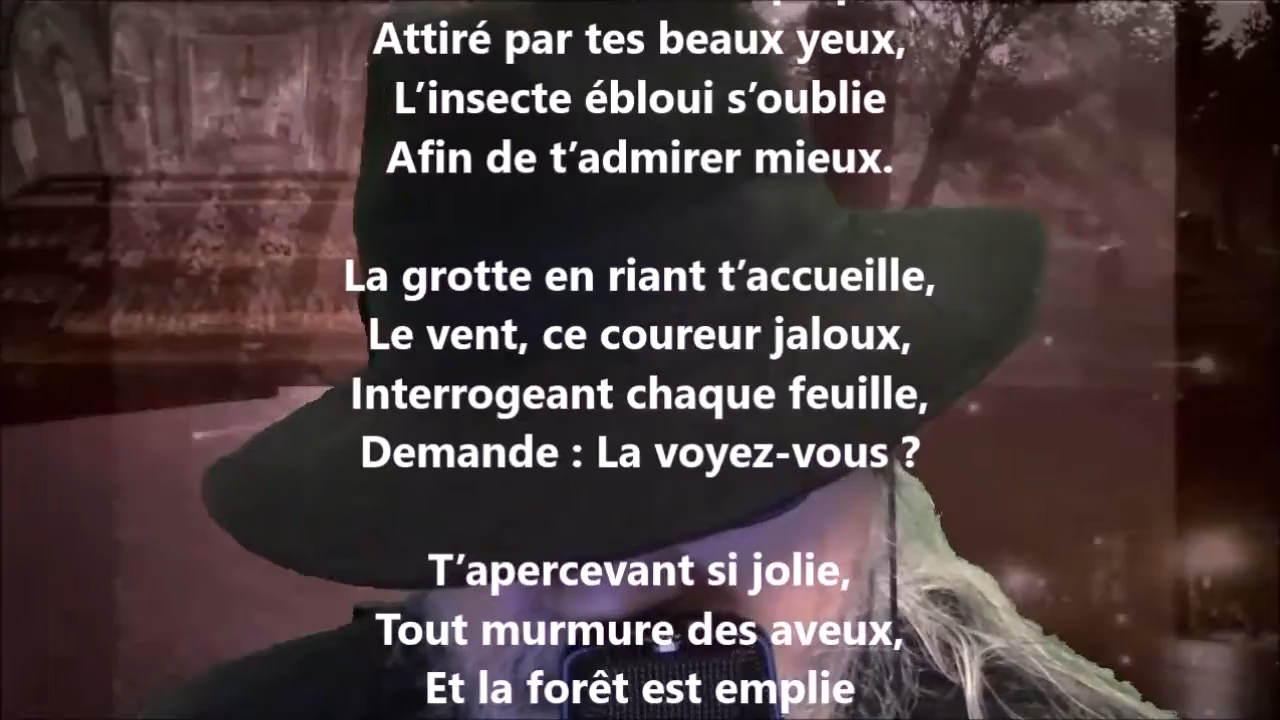 Attiré par tes beaux yeux,
L’insecte ébloui s’oublie
Afin de t’admirer mieux.
La grotte en riant t’accueille,
Le vent, ce coureur jaloux,
Interrogeant chaque feuille,
Demande : La voyez-vous ?
T’apercevant si jolie,
Tout murmure des aveux,
Et la forêt est emplie